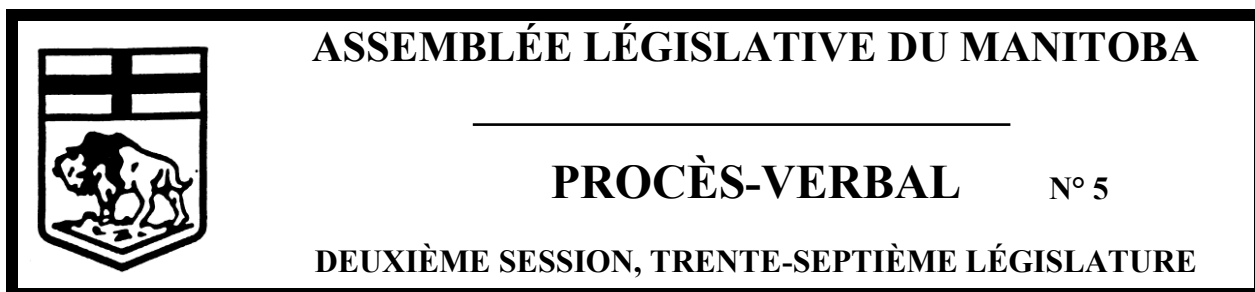 ASSEMBLÉE LÉGISLATIVE DU MANITOBA
PROCÈS-VERBAL N° 5
DEUXIÈME SESSION, TRENTE-SEPTIÈME LÉGISLATURE